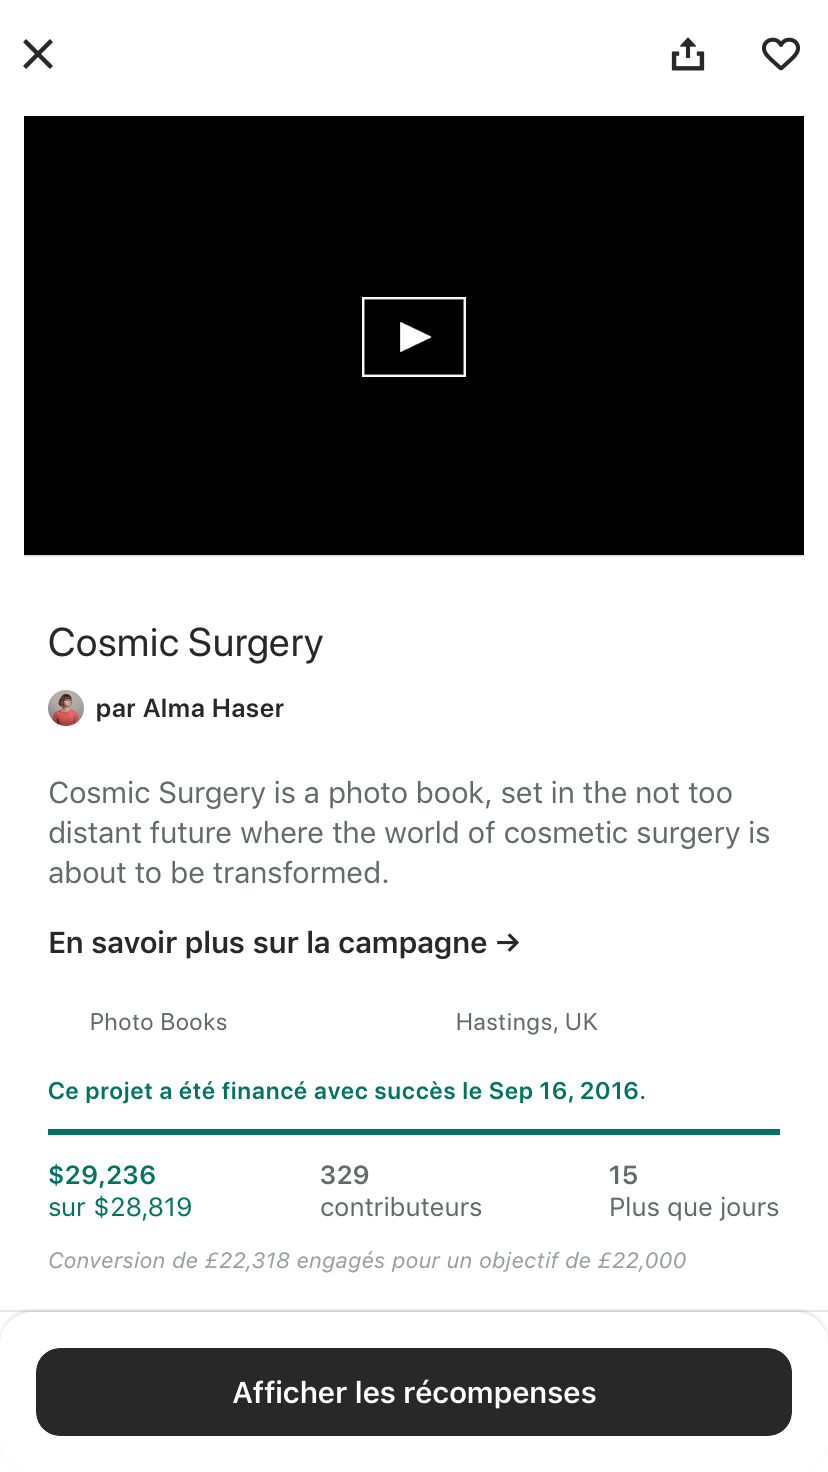 Cosmic Surgery
par Alma Haser
Cosmic Surgery is a photo book, set in the not too
distant future where the world of cosmetic surgery is
about to be transformed.
En savoir plus sur la campagne →
Photo Books
Hastings, UK
Ce projet a été financé avec succès le Sep 16, 2016.
$29,236
sur $28,819
329
contributeurs
15
Plus que jours
Conversion de £22,318 engagés pour un objectif de £22,000
Afficher les récompenses